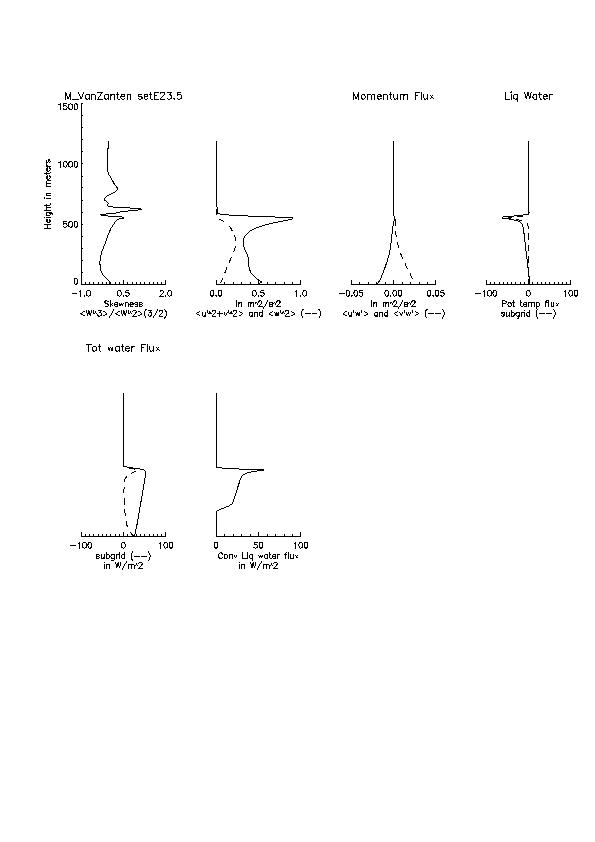 M_VanZanten setE23.5
Momentum Flux
Liq Water
1500
1000
500
0
Height in meters
-1.0 0.5 2.0
Skewness
<W'^3>/<W'^2>(3/2)
0.0 0.5 1.0
In m^2/s^2
<u'^2+v'^2> and <w'^2> (--)
-0.05 0.00 0.05
In m^2/s^2
<u'w'> and <v'w'> (--)
-100 0 100
Pot temp flux
subgrid (--)
Tot water Flux
-100 0 100
subgrid (--)
in W/m^2
0 50 100
Conv Liq water flux
in W/m^2